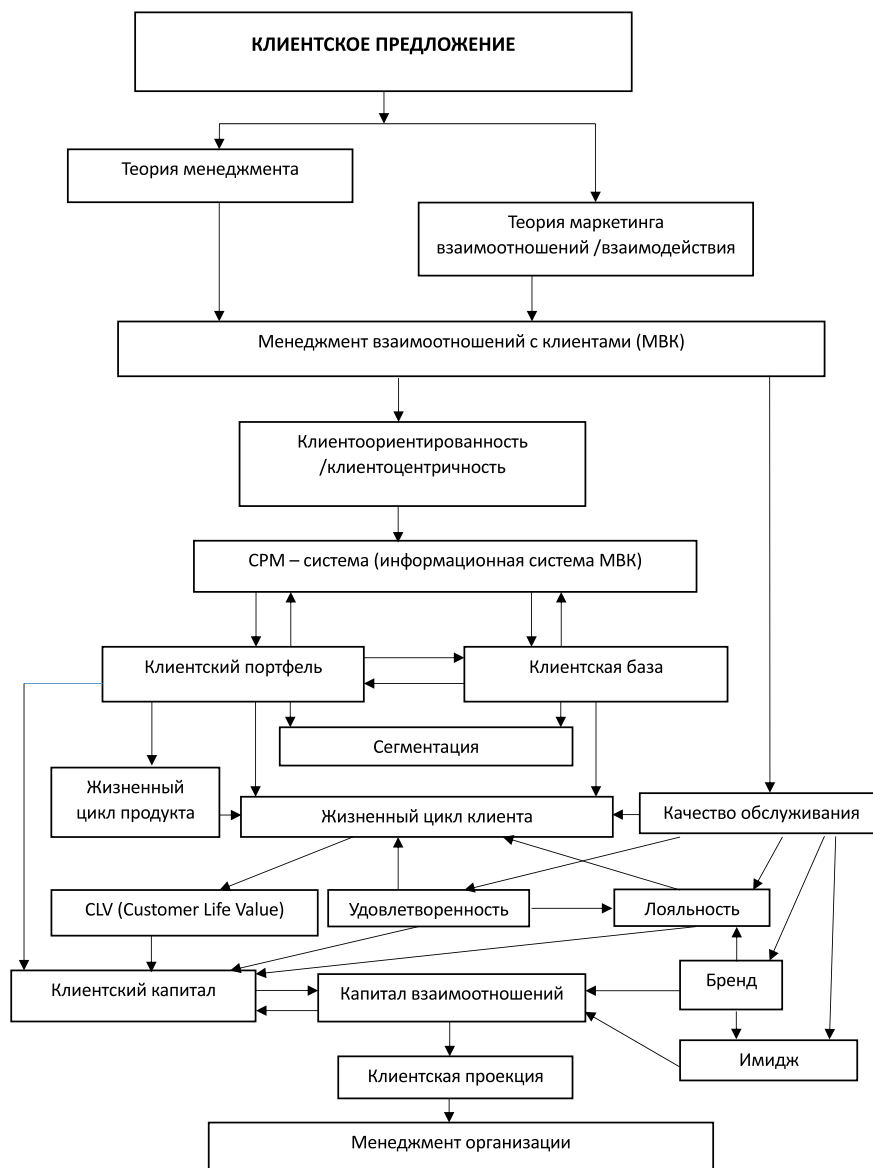 КЛИЕНТСКОЕ ПРЕДЛОЖЕНИЕ
Теория менеджмента
Теория маркетинга
взаимоотношений /взаимодействия
Менеджмент взаимоотношений с клиентами (МВК)
Клиентоориентированность
/клиентоцентричность
СРМ – система (информационная система МВК)
Клиентский портфель
Клиентская база
Сегментация
Жизненный
цикл продукта
Жизненный цикл клиента
Качество обслуживания
CLV (Customer Life Value)
Удовлетворенность
Лояльность
Клиентский капитал
Капитал взаимоотношений
Бренд
Имидж
Клиентская проекция
Менеджмент организации